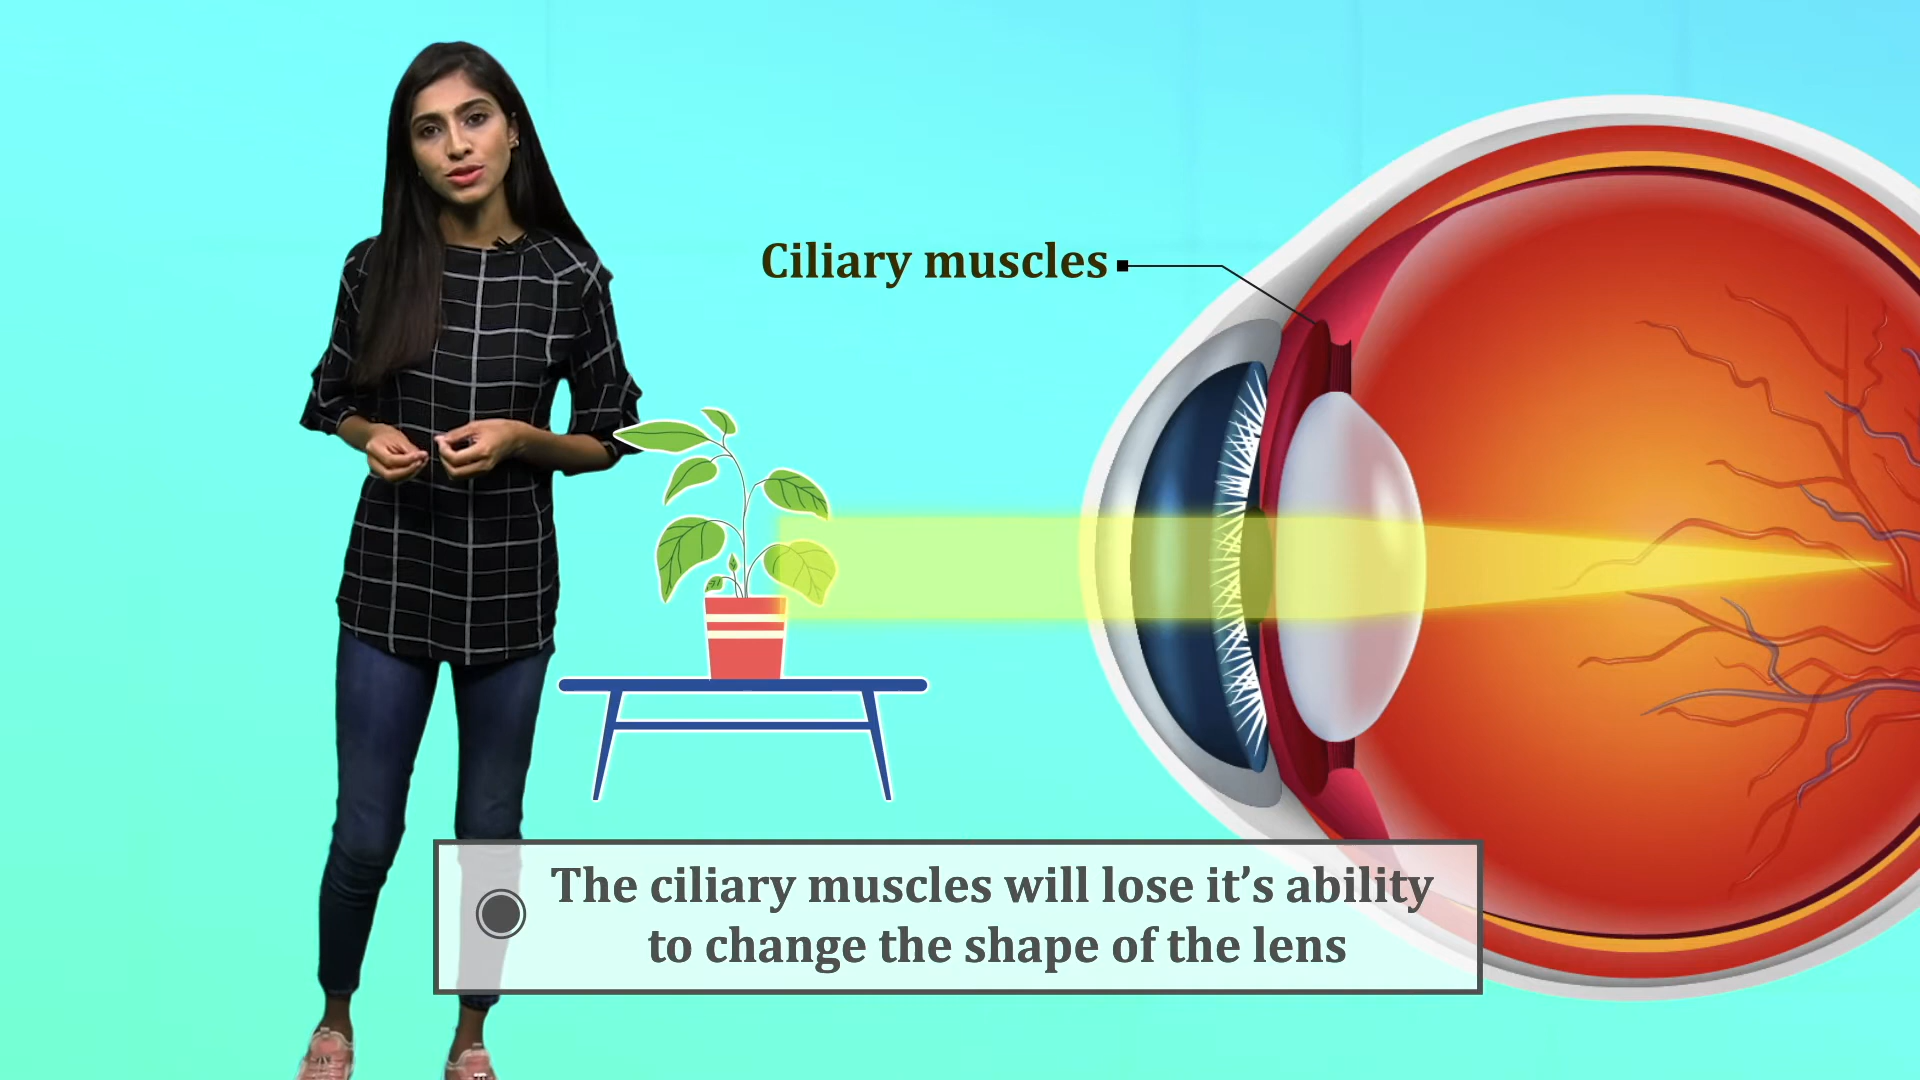 Ciliary muscles
The ciliary muscles will lose it’s ability
to change the shape of the lens